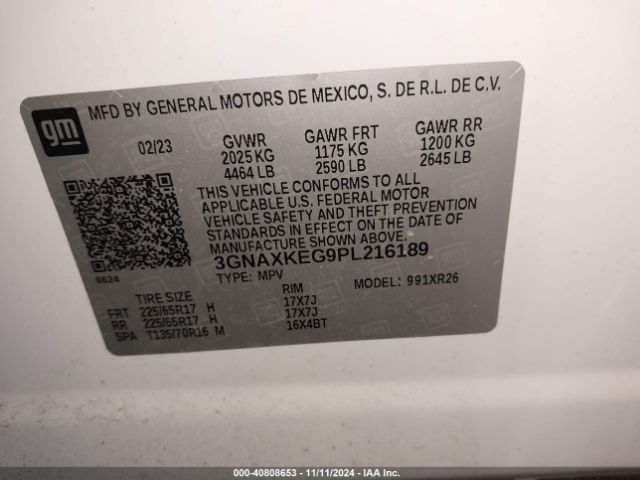 gm
MFD BY GENERAL MOTORS DE MEXICO, S. DE R.L. DE C.V.
02/23 GVWR GAWR FRT GAWR RR
2025 KG 1175 KG 1200 KG
4464 LB 2590 LB 2645 LB
THIS VEHICLE CONFORMS TO ALL
APPLICABLE U.S. FEDERAL MOTOR
VEHICLE SAFETY AND THEFT PREVENTION
STANDARDS IN EFFECT ON THE DATE OF
MANUFACTURE SHOWN ABOVE.
3GNAXKEG9PL216189
8624
TYPE: MPV MODEL: 991XR26
TIRE SIZE RIM
FRT 225/65R17 H 17X7J
RR 225/65R17 H 17X7J
SPA T135/70R16 M 16X4BT
000-40808653 - 11/11/2024 - IAA Inc.